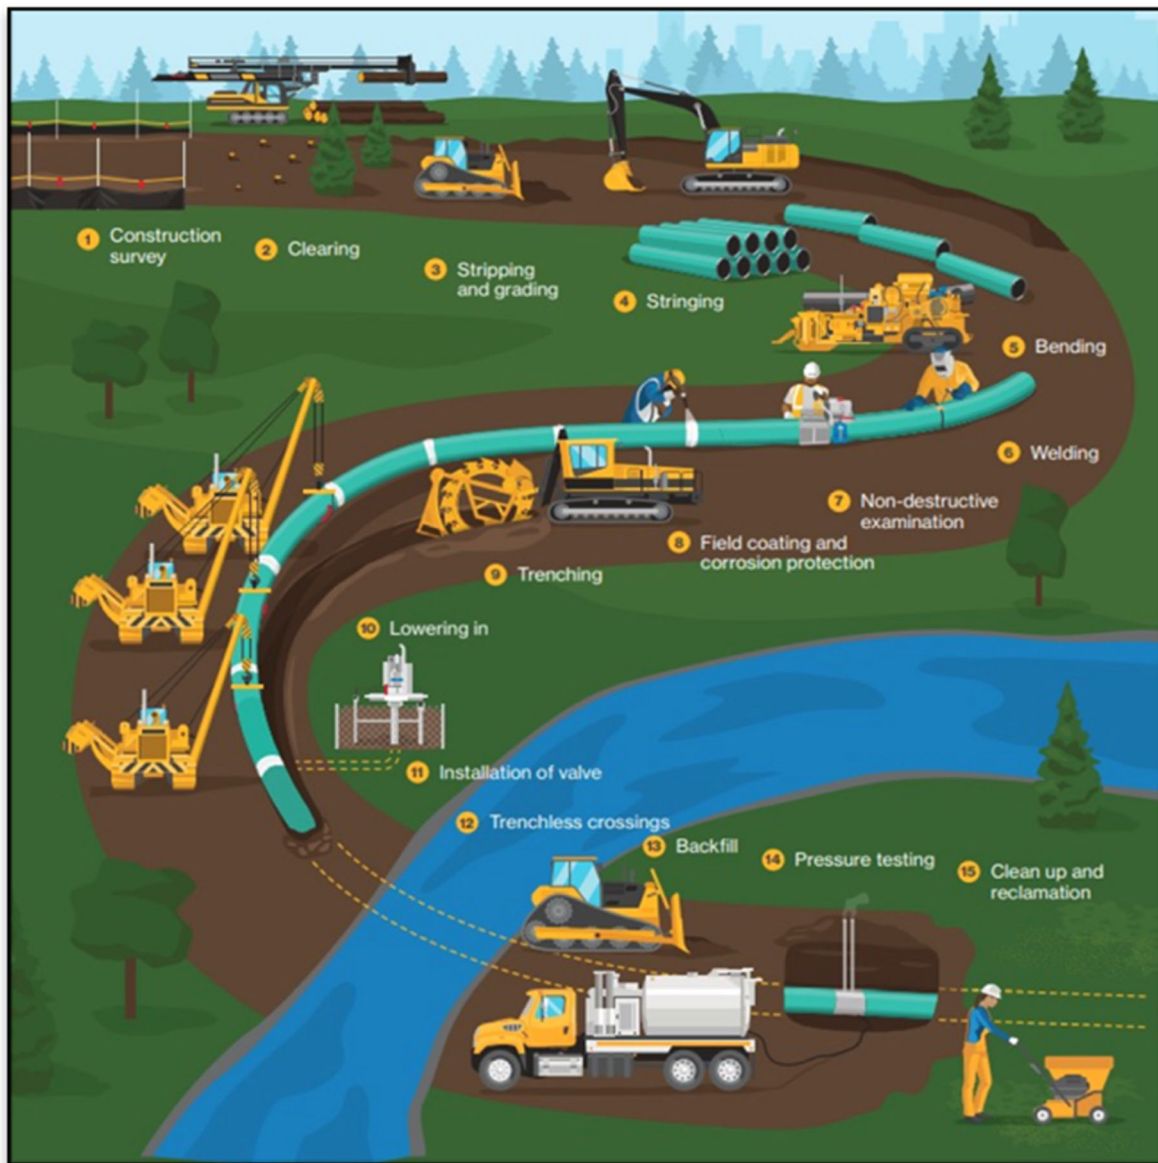 1 Construction
survey
2 Clearing
3 Stripping
and grading
4 Stringing
5 Bending
6 Welding
7 Non-destructive
examination
8 Field coating and
corrosion protection
9 Trenching
10 Lowering in
11 Installation of valve
12 Trenchless crossings
13 Backfill
14 Pressure testing
15 Clean up and
reclamation